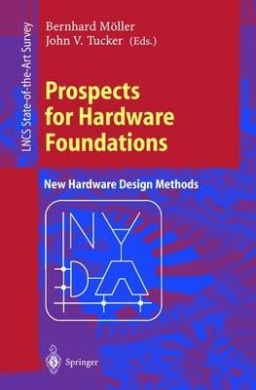 Bernhard Möller
John V. Tucker (Eds.)
LNCS State-of-the-Art Survey
Prospects
for Hardware
Foundations
New Hardware Design Methods
NADA
Springer